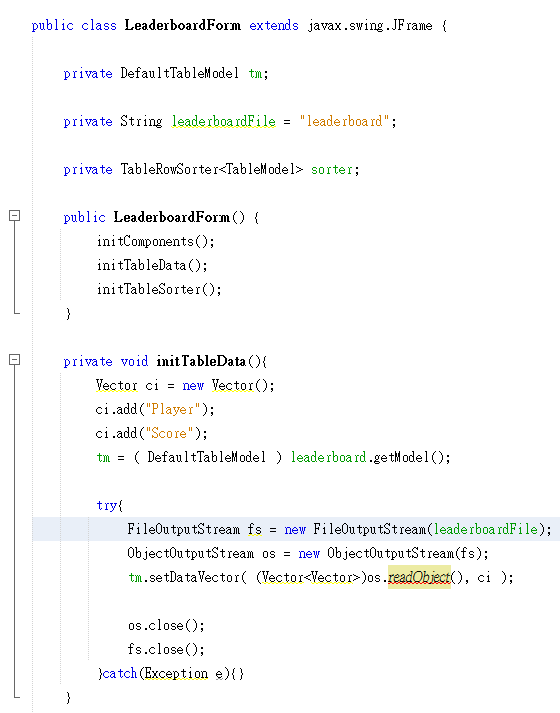 public class LeaderboardForm extends javax.swing.JFrame {
private DefaultTableModel tm;
private String leaderboardFile = "leaderboard";
private TableRowSorter<TableModel> sorter;
public LeaderboardForm() {
initComponents();
initTableData();
initTableSorter();
}
private void initTableData(){
Vector ci = new Vector();
ci.add("Player");
ci.add("Score");
tm = ( DefaultTableModel ) leaderboard.getModel();
try{
FileOutputStream fs = new FileOutputStream(leaderboardFile);
ObjectOutputStream os = new ObjectOutputStream(fs);
tm.setDataVector( (Vector<Vector>)os.readObject(), ci );
os.close();
fs.close();
}catch(Exception e){}
}